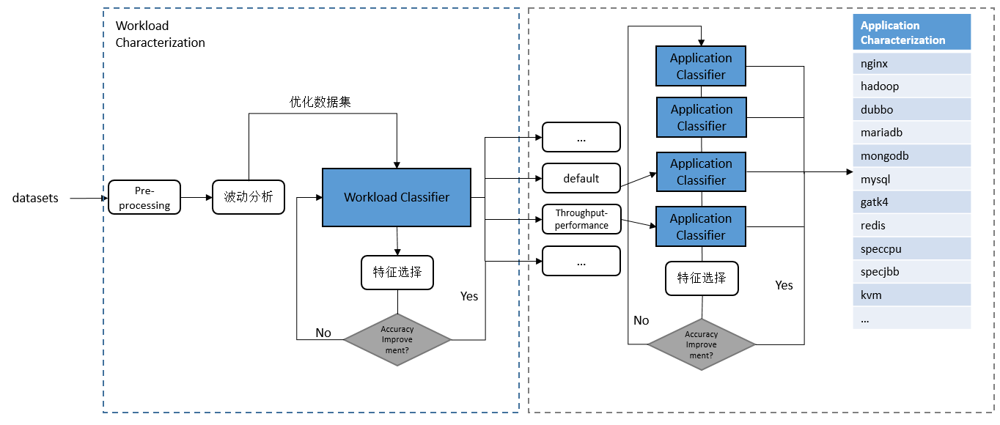 Workload
Characterization
优化数据集
datasets
Pre-
processing
波动分析
Workload Classifier
特征选择
Yes
No
Accuracy
Improve
ment?
...
default
Throughput-
performance
...
Application
Classifier
Application
Classifier
Application
Classifier
Application
Classifier
特征选择
Yes
No
Accuracy
Improve
ment?
Application
Characterization
nginx
hadoop
dubbo
mariadb
mongodb
mysql
gatk4
redis
speccpu
specjbb
kvm
...